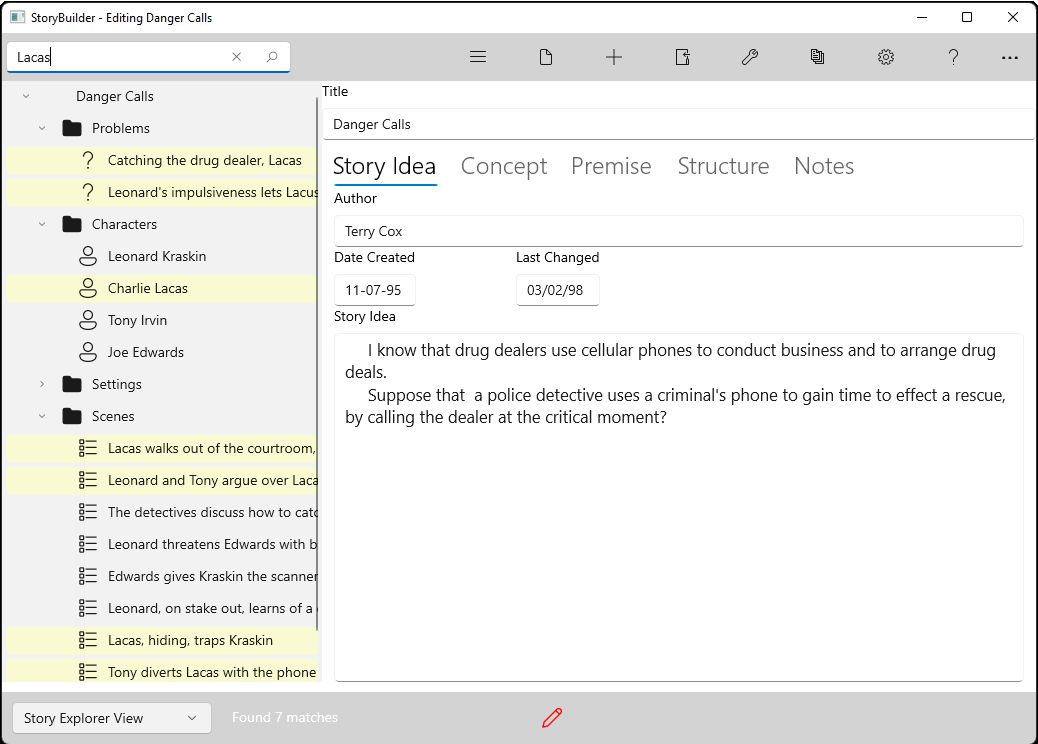 StoryBuilder - Editing Danger Calls
Lacas
Danger Calls
Problems
Catching the drug dealer, Lacas
Leonard's impulsiveness lets Lacus
Characters
Leonard Kraskin
Charlie Lacas
Tony Irvin
Joe Edwards
Settings
Scenes
Lacas walks out of the courtroom,
Leonard and Tony argue over Laca
The detectives discuss how to catc
Leonard threatens Edwards with b
Edwards gives Kraskin the scanner
Leonard, on stake out, learns of a
Lacas, hiding, traps Kraskin
Tony diverts Lacas with the phone
Title
Danger Calls
Story Idea Concept Premise Structure Notes
Author
Terry Cox
Date Created Last Changed
11-07-95 03/02/98
Story Idea
I know that drug dealers use cellular phones to conduct business and to arrange drug
deals.
Suppose that  a police detective uses a criminal's phone to gain time to effect a rescue,
by calling the dealer at the critical moment?
Story Explorer View Found 7 matches